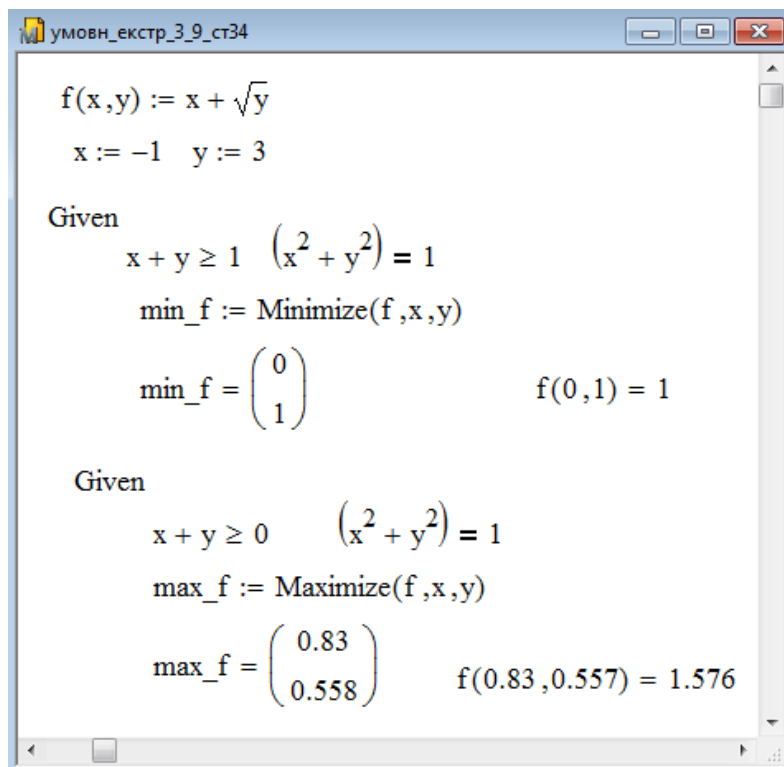 умовн_екстр_3_9_ст34
f(x,y) := x + √y
x := −1 y := 3
Given
x + y ≥ 1 (x² + y²) = 1
min_f := Minimize(f,x,y)
min_f = (0 1) f(0,1) = 1
Given
x + y ≥ 0 (x² + y²) = 1
max_f := Maximize(f,x,y)
max_f = (0.83 0.558) f(0.83,0.557) = 1.576